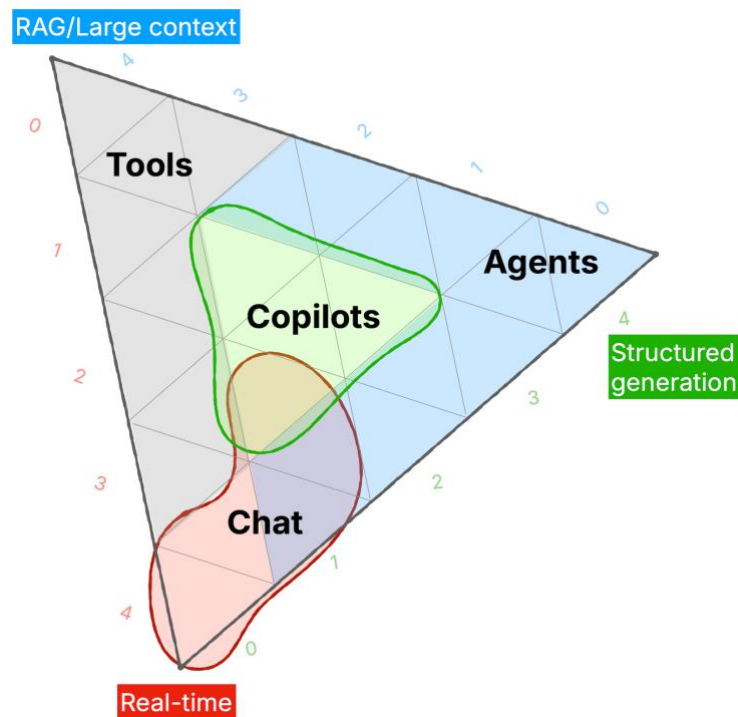 RAG/Large context
4
3
2
1
0
0
1
2
3
4
Tools
Agents
Copilots
Chat
4
3
2
1
0
Structured
generation
Real-time